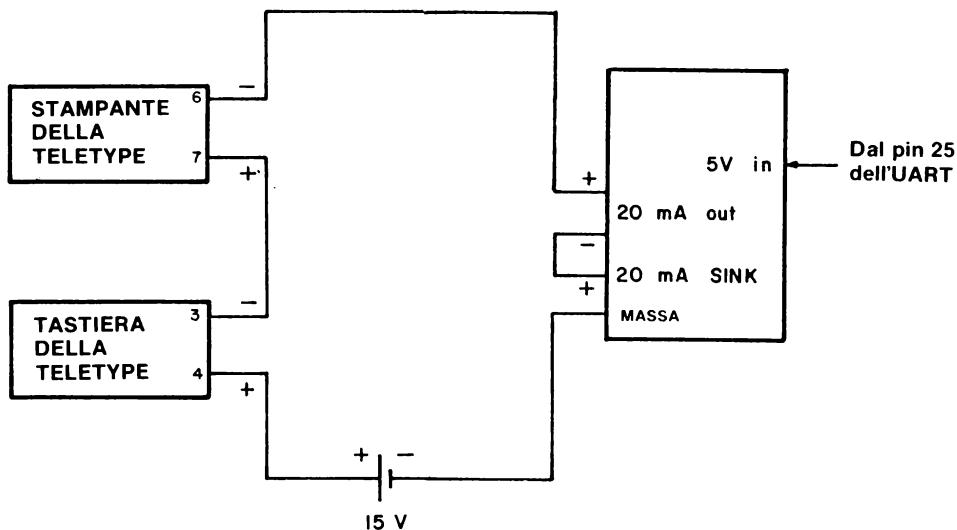 STAMPANTE
DELLA
TELETYPE
6
7
−
+
TASTIERA
DELLA
TELETYPE
3
4
−
+
+ −
15 V
+
−
+
5V in
20 mA out
20 mA SINK
MASSA
Dal pin 25
dell'UART